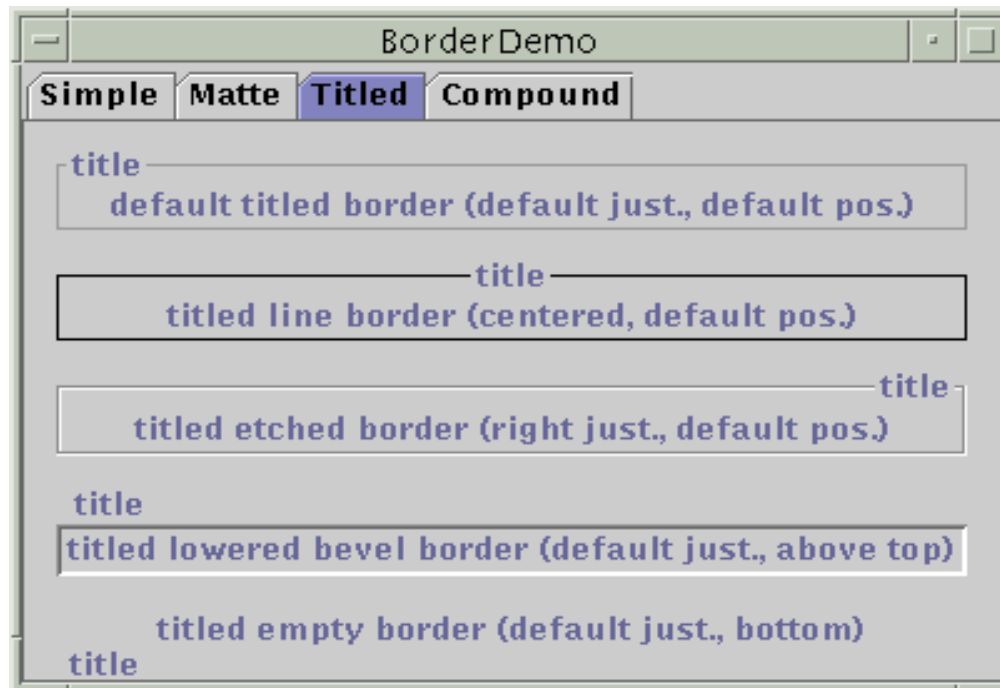 BorderDemo
Simple Matte Titled Compound
title
default titled border (default just., default pos.)
title
titled line border (centered, default pos.)
title
titled etched border (right just., default pos.)
title
titled lowered bevel border (default just., above top)
titled empty border (default just., bottom)
title